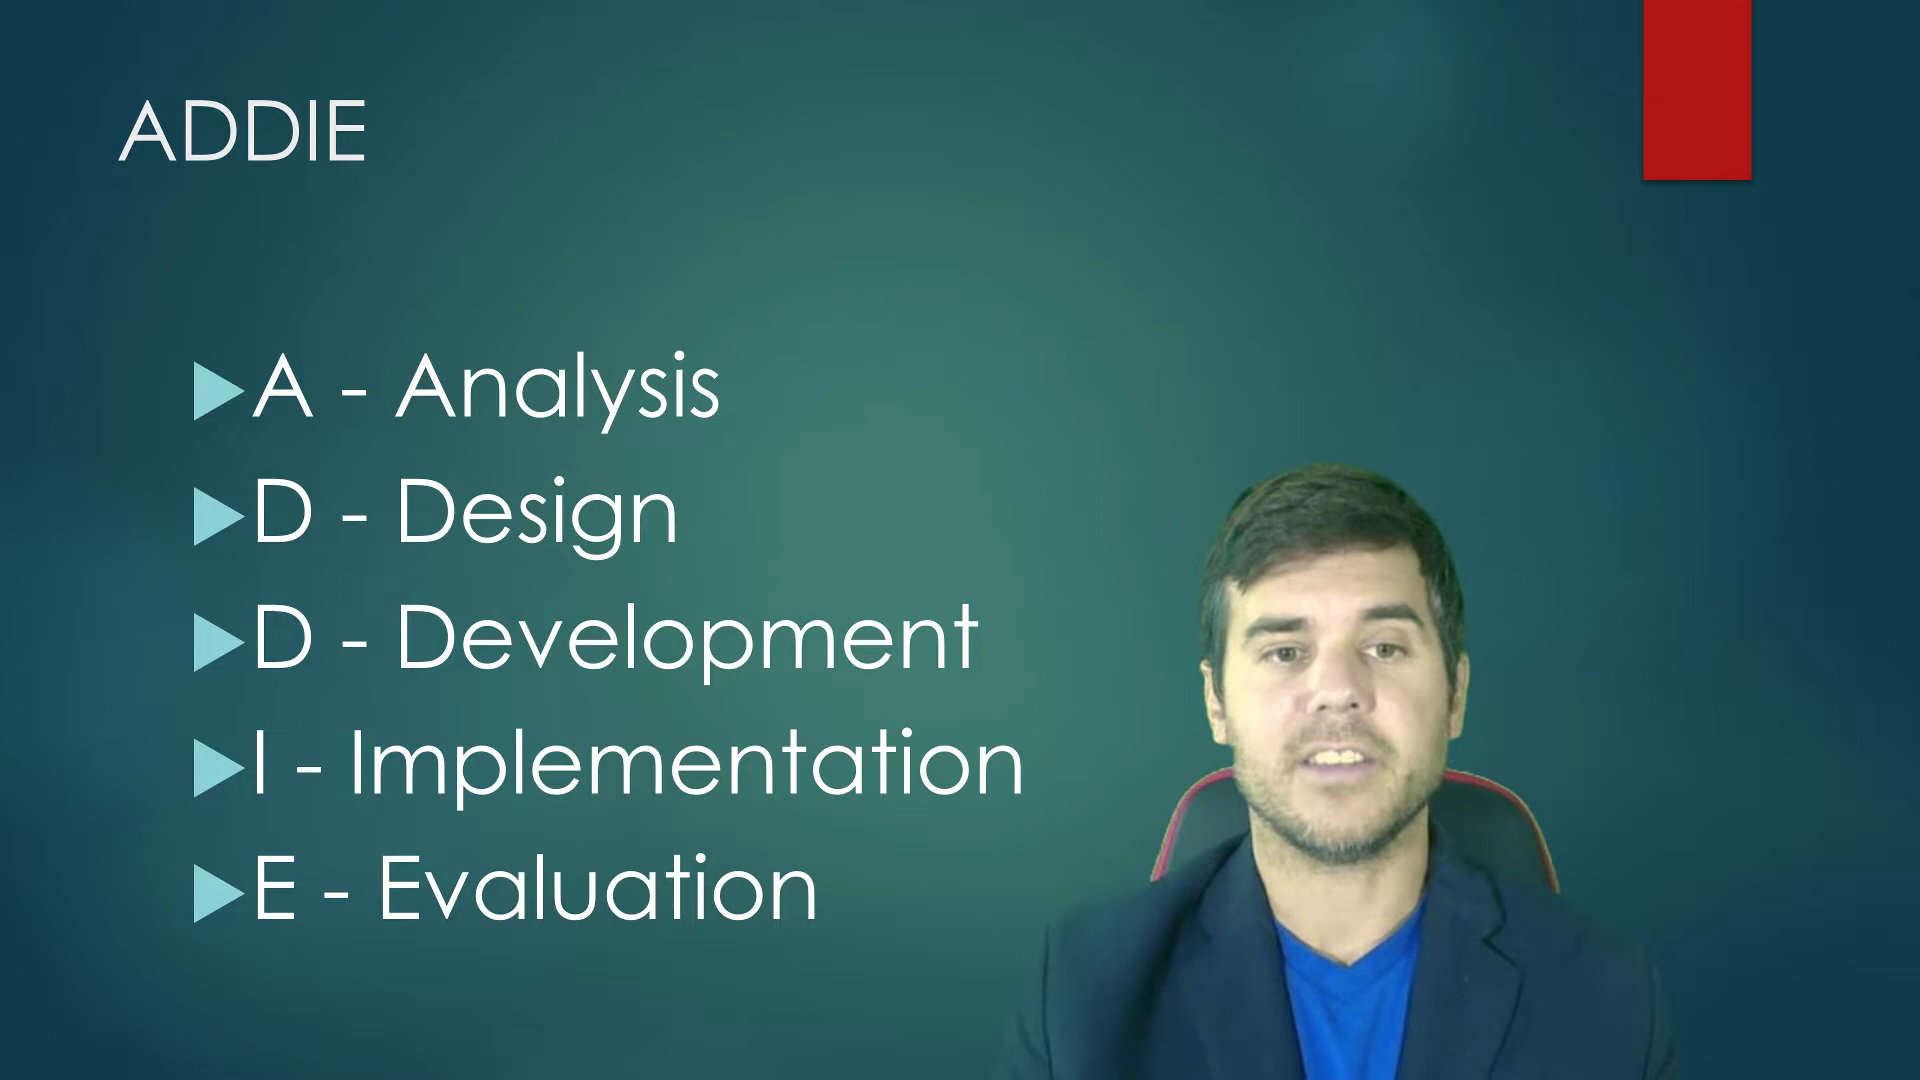 ADDIE
A - Analysis
D - Design
D - Development
I - Implementation
E - Evaluation